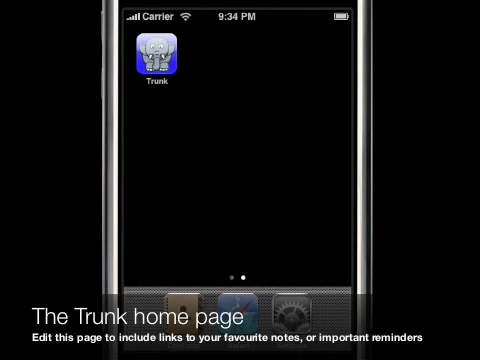 Carrier 9:34 PM
Trunk
The Trunk home page
Edit this page to include links to your favourite notes, or important reminders